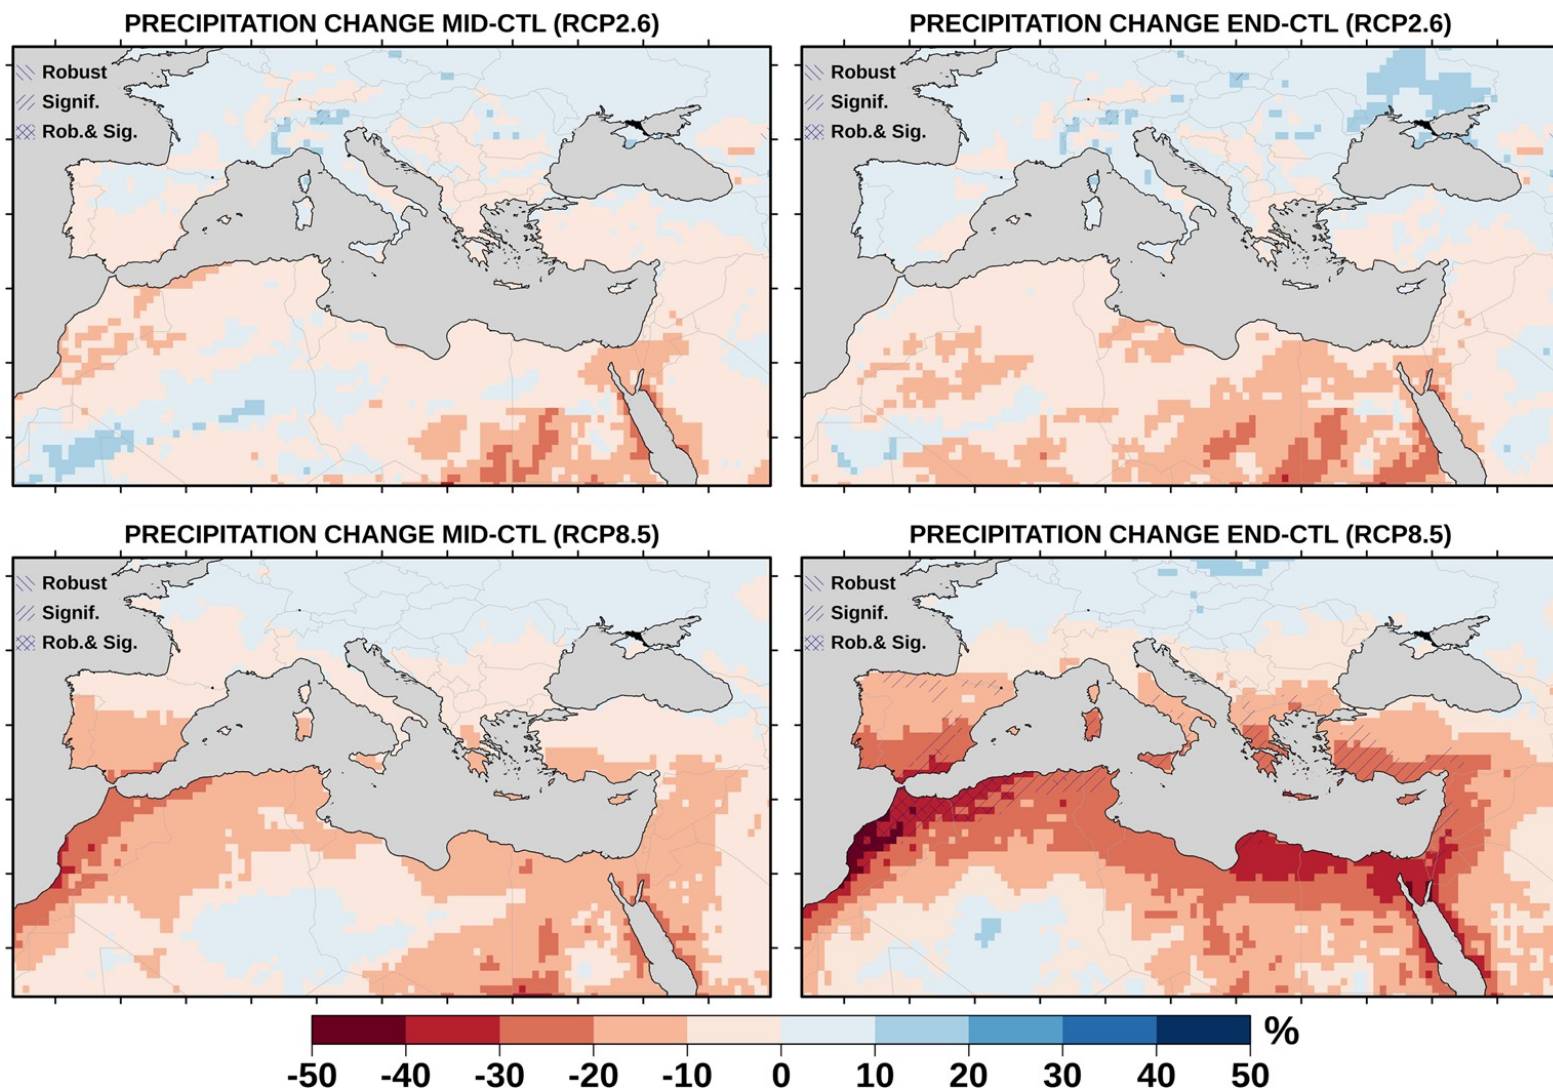 PRECIPITATION CHANGE MID-CTL (RCP2.6)
Robust
Signif.
Rob.& Sig.
PRECIPITATION CHANGE END-CTL (RCP2.6)
Robust
Signif.
Rob.& Sig.
PRECIPITATION CHANGE MID-CTL (RCP8.5)
Robust
Signif.
Rob.& Sig.
PRECIPITATION CHANGE END-CTL (RCP8.5)
Robust
Signif.
Rob.& Sig.
%
-50 -40 -30 -20 -10 0 10 20 30 40 50